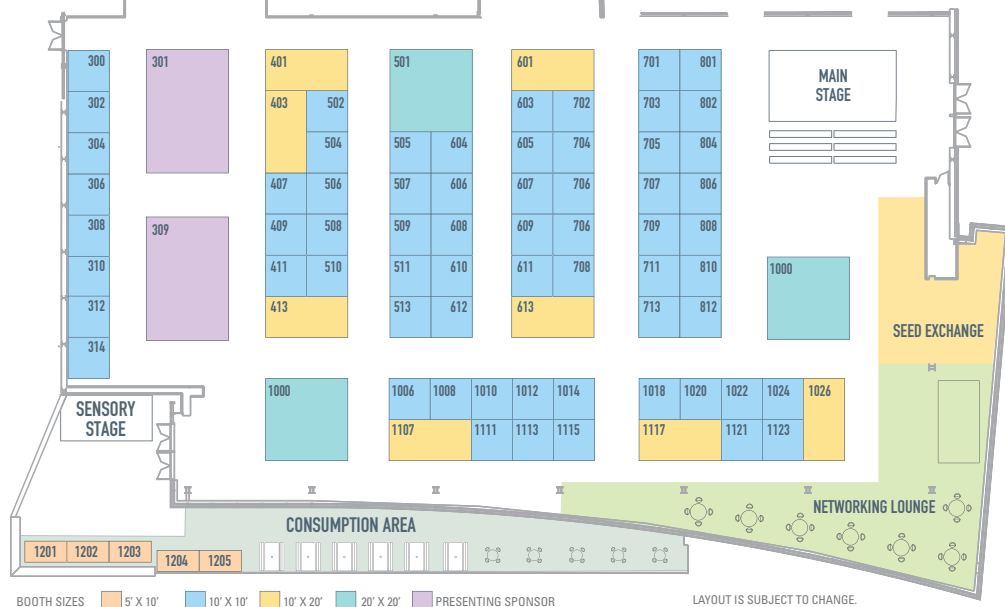 300 301 401 501 601 701 801
MAIN
STAGE
302 403 502 603 702 703 802
304 504 505 604 605 704 705 804
306 407 506 507 606 607 706 707 806
308 309 409 508 509 608 609 706 709 808
310 411 510 511 610 611 708 711 810 1000
312 413 513 612 613 713 812
SEED EXCHANGE
314
1000 1006 1008 1010 1012 1014 1018 1020 1022 1024 1026
SENSORY
STAGE
1107 1111 1113 1115 1117 1121 1123
NETWORKING LOUNGE
CONSUMPTION AREA
1201 1202 1203
1204 1205
BOOTH SIZES 5' X 10' 10' X 10' 10' X 20' 20' X 20' PRESENTING SPONSOR LAYOUT IS SUBJECT TO CHANGE.